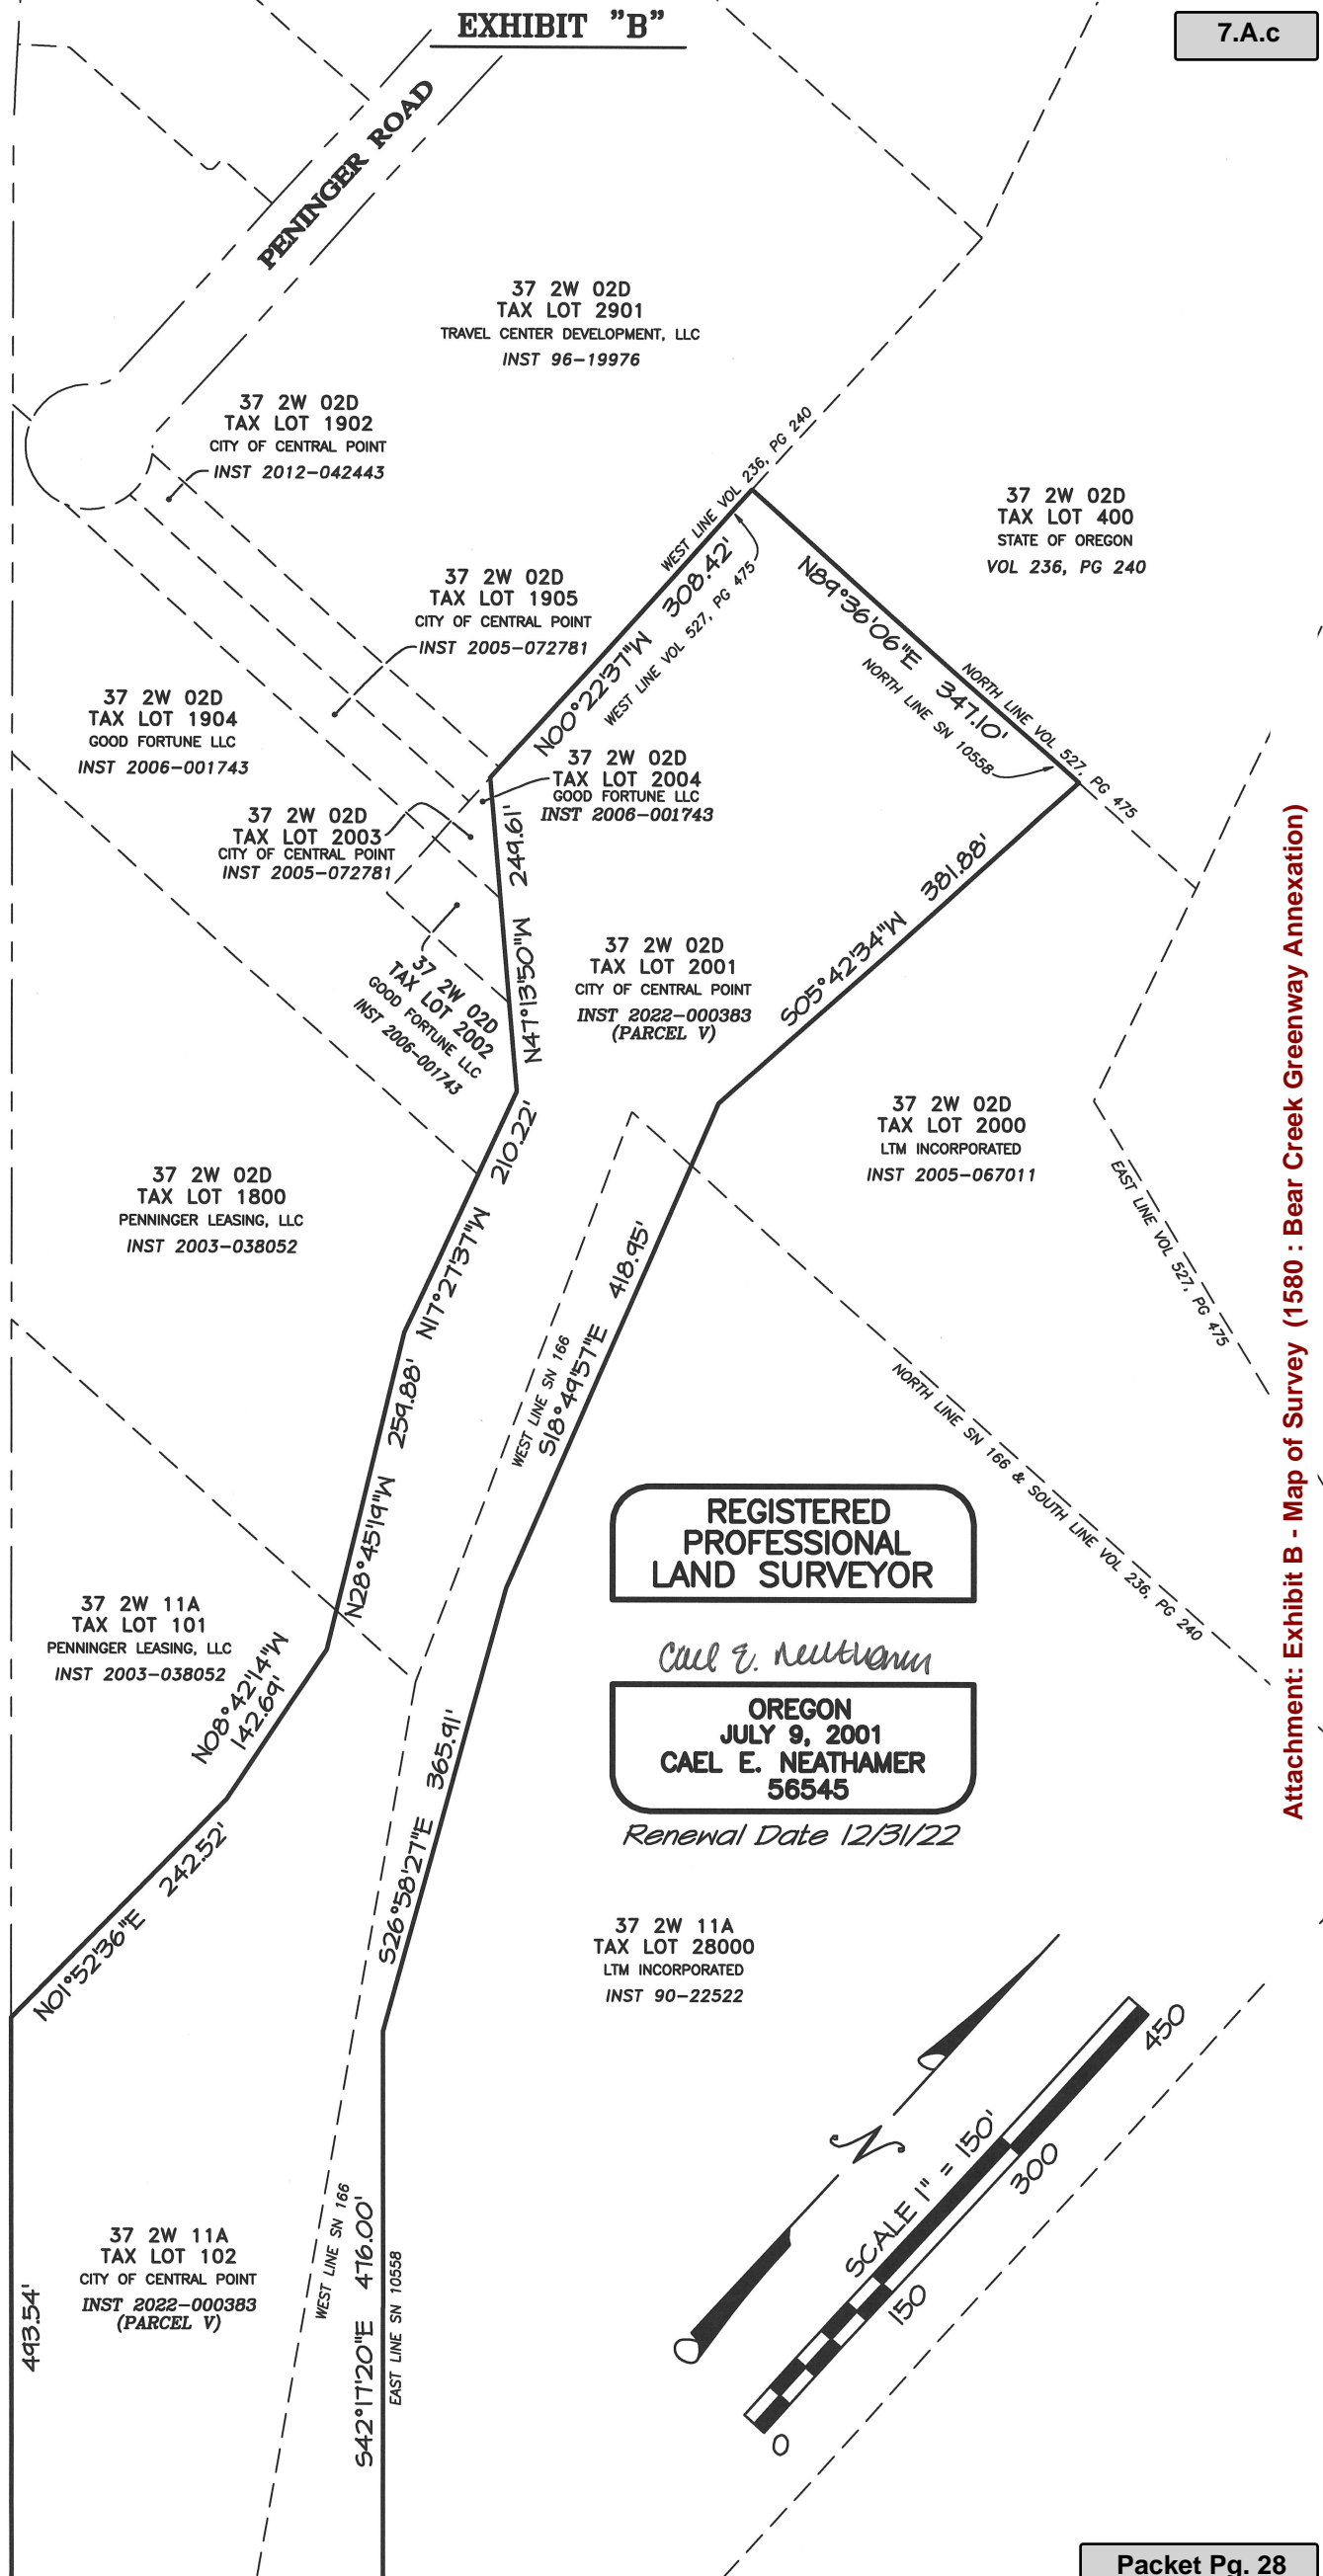 EXHIBIT "B"
7.A.c
PENINGER ROAD
37 2W 02D
TAX LOT 2901
TRAVEL CENTER DEVELOPMENT, LLC
INST 96-19976
37 2W 02D
TAX LOT 1902
CITY OF CENTRAL POINT
INST 2012-042443
WEST LINE VOL 236, PG 240
N00°22'37"W 308.42'
WEST LINE VOL 527, PG 475
37 2W 02D
TAX LOT 400
STATE OF OREGON
VOL 236, PG 240
N89°36'06"E 347.10'
NORTH LINE SN 10558
NORTH LINE VOL 527, PG 475
37 2W 02D
TAX LOT 1905
CITY OF CENTRAL POINT
INST 2005-072781
37 2W 02D
TAX LOT 1904
GOOD FORTUNE LLC
INST 2006-001743
37 2W 02D
TAX LOT 2004
GOOD FORTUNE LLC
INST 2006-001743
37 2W 02D
TAX LOT 2003
CITY OF CENTRAL POINT
INST 2005-072781
N47°13'50"W 249.61'
37 2W 02D
TAX LOT 2002
GOOD FORTUNE LLC
INST 2006-001743
37 2W 02D
TAX LOT 2001
CITY OF CENTRAL POINT
INST 2022-000383
(PARCEL V)
S05°42'34"W 381.88'
37 2W 02D
TAX LOT 2000
LTM INCORPORATED
INST 2005-067011
EAST LINE VOL 527, PG 475
37 2W 02D
TAX LOT 1800
PENNINGER LEASING, LLC
INST 2003-038052
N17°27'37"W 210.22'
WEST LINE SN 166
S18°49'57"E 418.95'
NORTH LINE SN 166 & SOUTH LINE VOL 236, PG 240
N28°45'19"W 259.88'
REGISTERED
PROFESSIONAL
LAND SURVEYOR
Cael E. Neathamer
OREGON
JULY 9, 2001
CAEL E. NEATHAMER
56545
Renewal Date 12/31/22
37 2W 11A
TAX LOT 101
PENNINGER LEASING, LLC
INST 2003-038052
N08°42'14"W
142.69'
N01°52'36"E 242.52'
S26°58'27"E 365.91'
37 2W 11A
TAX LOT 28000
LTM INCORPORATED
INST 90-22522
N
SCALE 1" = 150'
0
150
300
450
37 2W 11A
TAX LOT 102
CITY OF CENTRAL POINT
INST 2022-000383
(PARCEL V)
493.54'
WEST LINE SN 166
S42°17'20"E 476.00'
EAST LINE SN 10558
Attachment: Exhibit B - Map of Survey (1580 : Bear Creek Greenway Annexation)
Packet Pg. 28